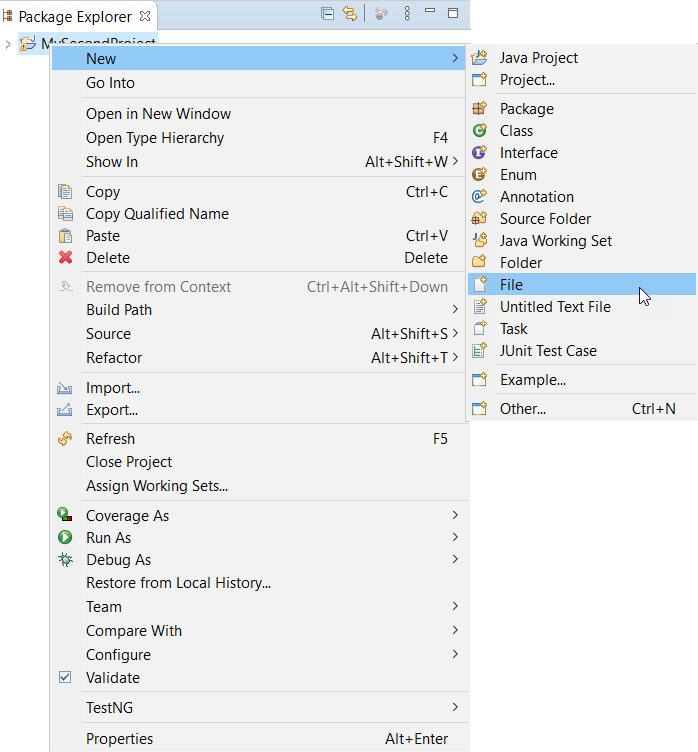 Package Explorer
MySecondProject
New
Go Into
Open in New Window
Open Type Hierarchy F4
Show In Alt+Shift+W
Copy Ctrl+C
Copy Qualified Name
Paste Ctrl+V
Delete Delete
Remove from Context Ctrl+Alt+Shift+Down
Build Path
Source Alt+Shift+S
Refactor Alt+Shift+T
Import...
Export...
Refresh F5
Close Project
Assign Working Sets...
Coverage As
Run As
Debug As
Restore from Local History...
Team
Compare With
Configure
Validate
TestNG
Properties Alt+Enter
Java Project
Project...
Package
Class
Interface
Enum
Annotation
Source Folder
Java Working Set
Folder
File
Untitled Text File
Task
JUnit Test Case
Example...
Other... Ctrl+N